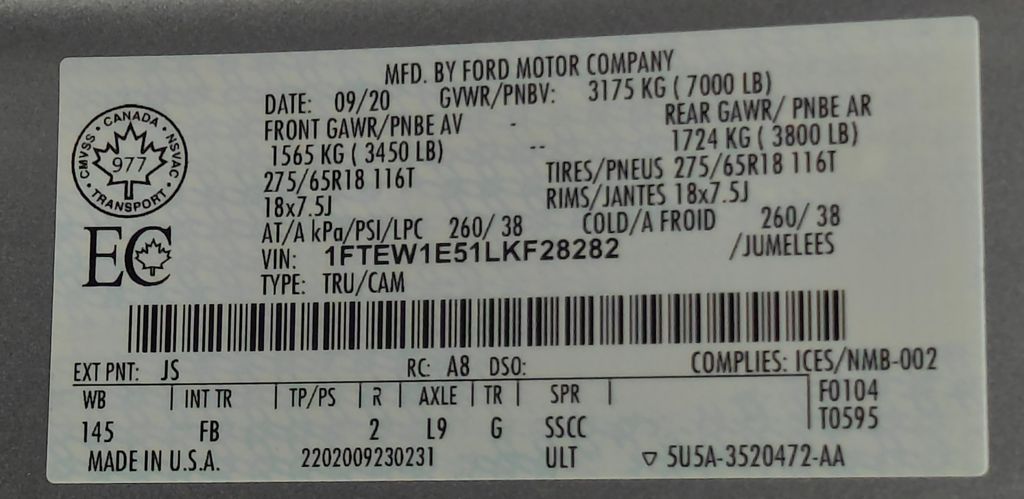 MFD. BY FORD MOTOR COMPANY
DATE: 09/20 GVWR/PNBV: 3175 KG ( 7000 LB)
FRONT GAWR/PNBE AV - REAR GAWR/ PNBE AR
1565 KG ( 3450 LB) -- 1724 KG ( 3800 LB)
275/65R18 116T TIRES/PNEUS 275/65R18 116T
18x7.5J RIMS/JANTES 18x7.5J
AT/A kPa/PSI/LPC 260/ 38 COLD/A FROID 260/ 38
VIN: 1FTEW1E51LKF28282 /JUMELEES
TYPE: TRU/CAM
CANADA
CMVSS • NSVAC
977
TRANSPORT
EC
EXT PNT: JS RC: A8 DSO: COMPLIES: ICES/NMB-002
WB | INT TR | TP/PS | R | AXLE | TR | SPR | F0104
T0595
145 FB 2 L9 G SSCC
MADE IN U.S.A. 2202009230231 ULT ▽ 5U5A-3520472-AA